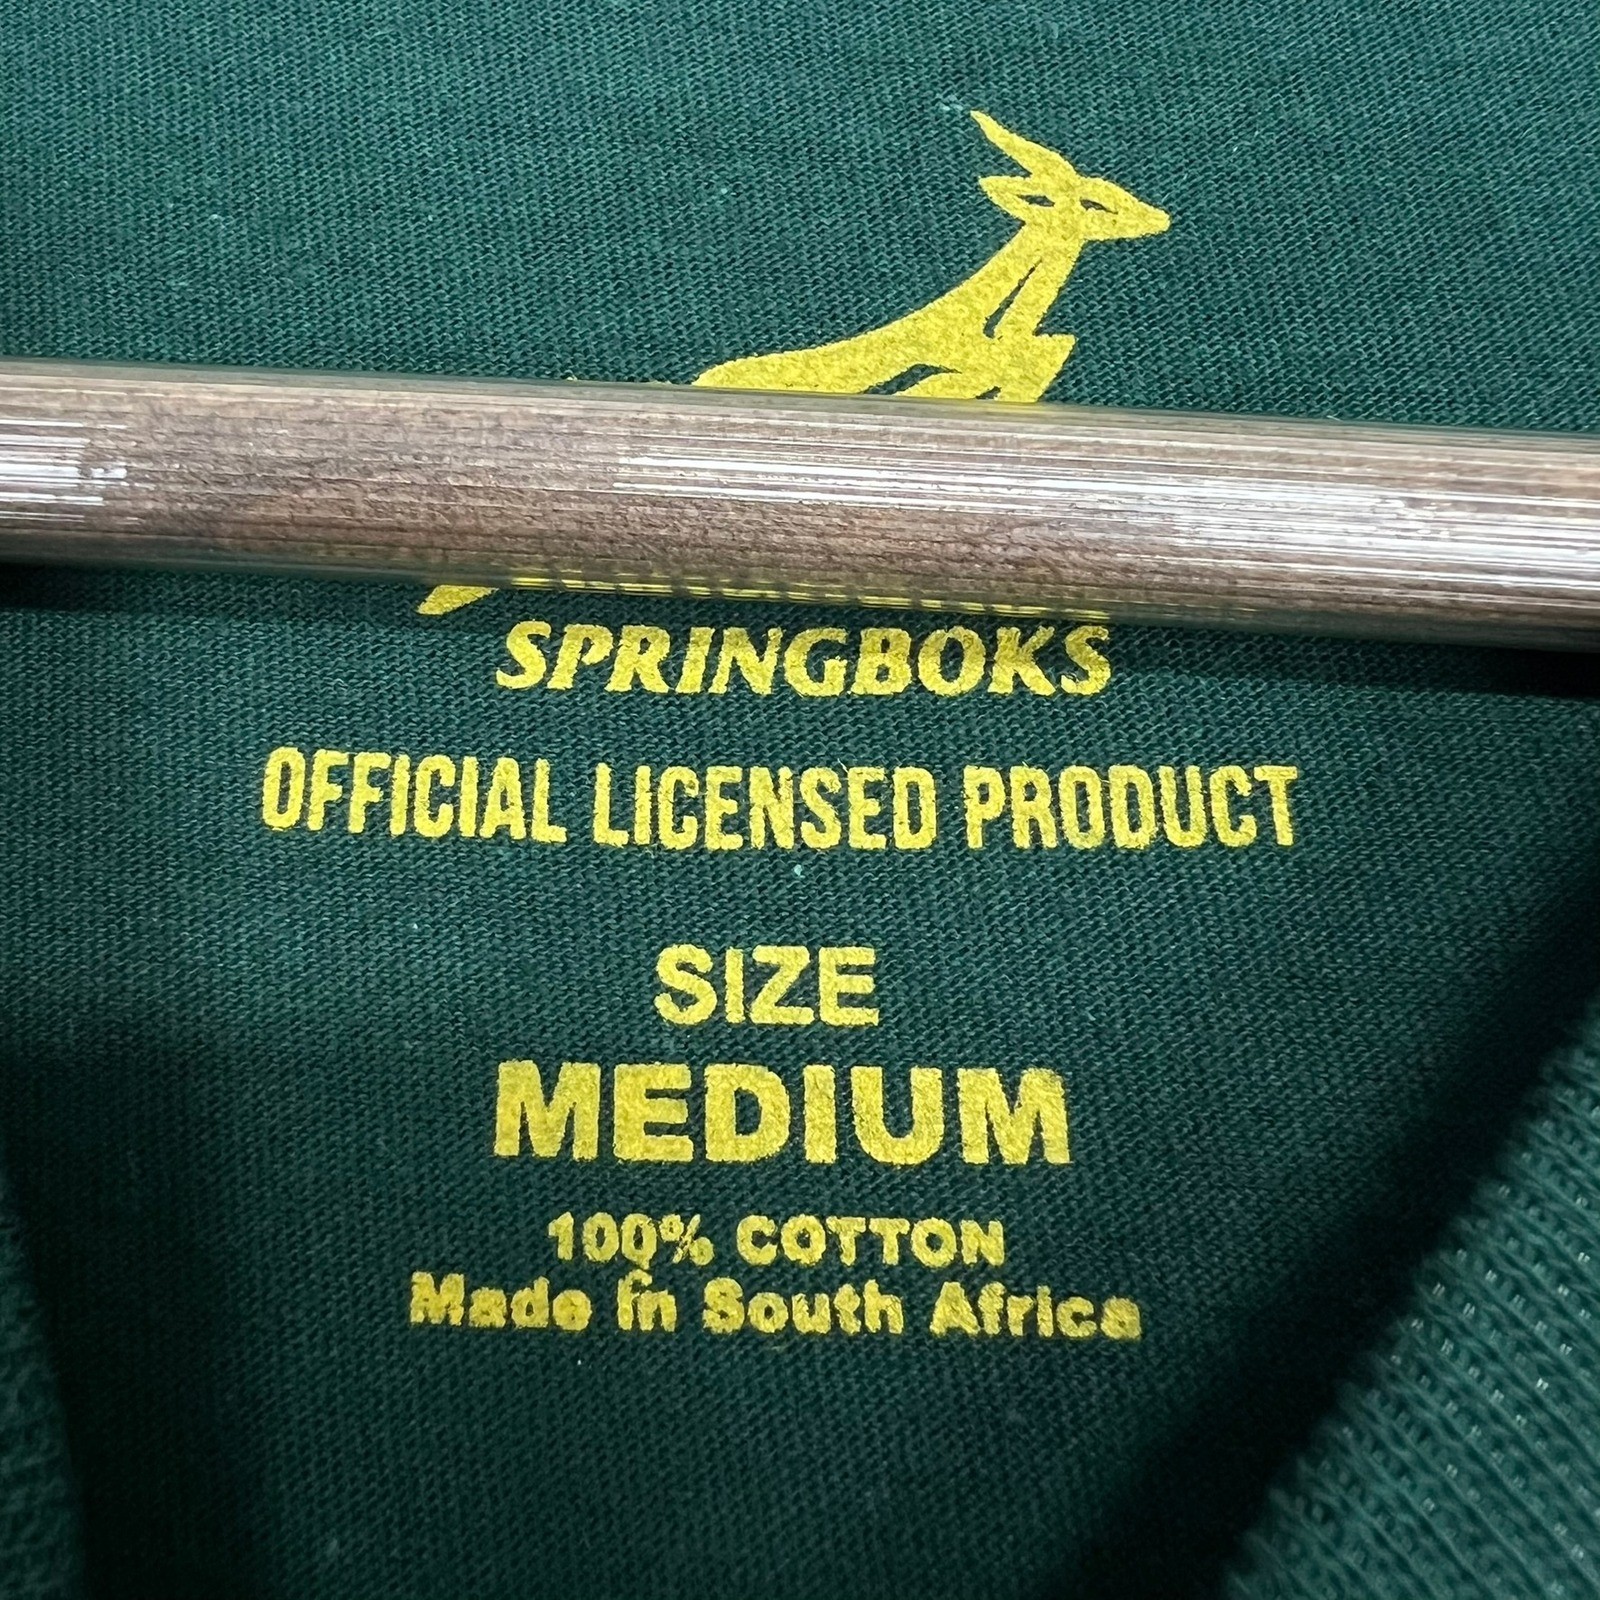 SPRINGBOKS
OFFICIAL LICENSED PRODUCT
SIZE
MEDIUM
100% COTTON
Made in South Africa